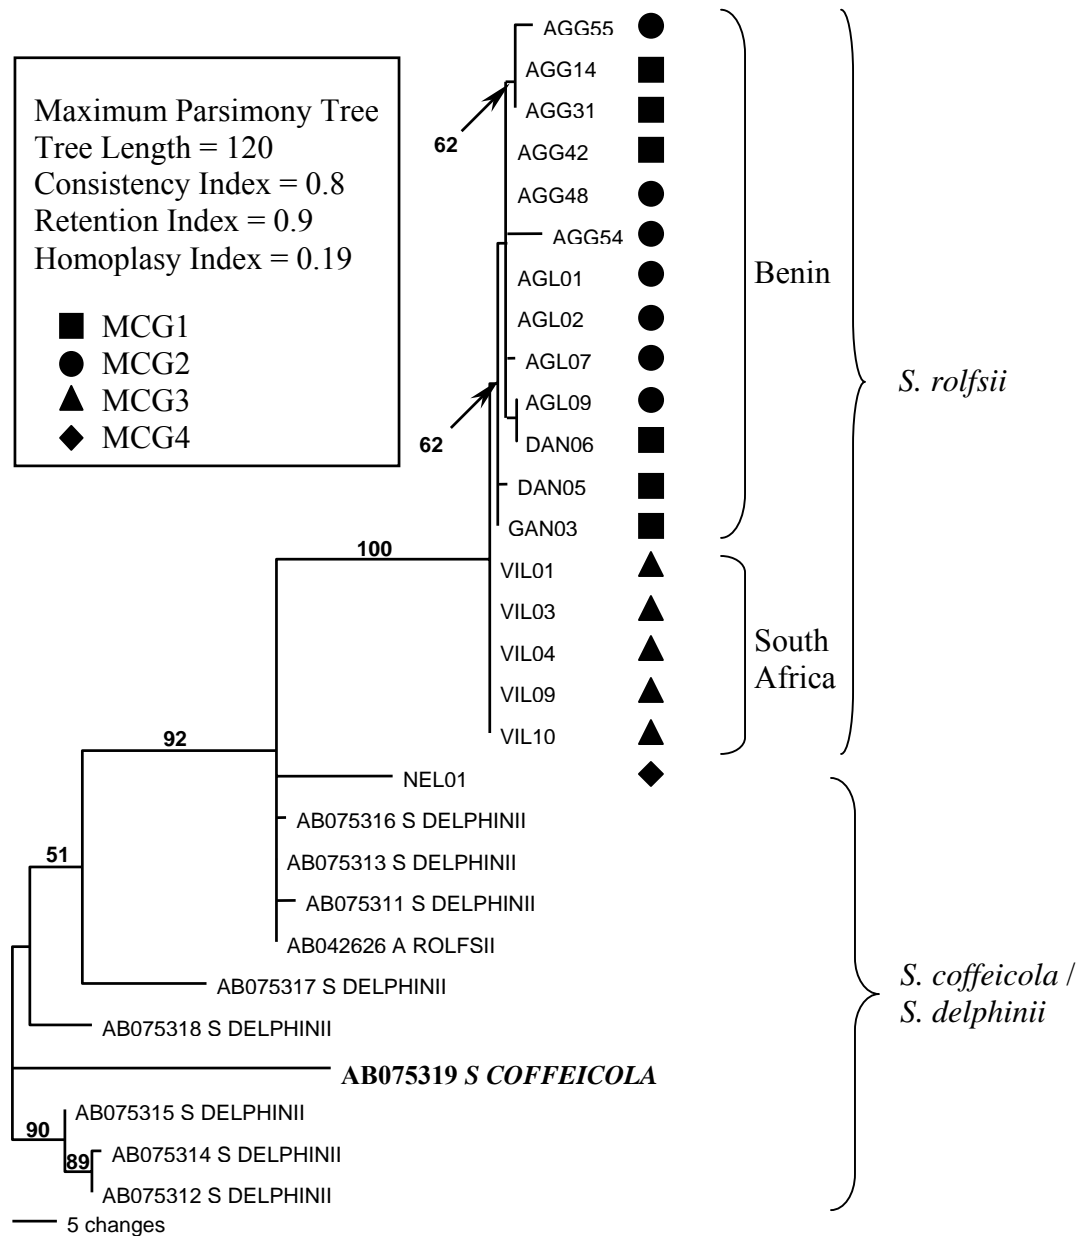 Maximum Parsimony Tree
Tree Length = 120
Consistency Index = 0.8
Retention Index = 0.9
Homoplasy Index = 0.19
MCG1
MCG2
MCG3
MCG4
AGG55
AGG14
AGG31
62
AGG42
AGG48
AGG54
AGL01
AGL02
AGL07
AGL09
62
DAN06
DAN05
GAN03
Benin
100
VIL01
VIL03
VIL04
VIL09
VIL10
South
Africa
S. rolfsii
92
NEL01
AB075316 S DELPHINII
51
AB075313 S DELPHINII
AB075311 S DELPHINII
AB042626 A ROLFSII
AB075317 S DELPHINII
AB075318 S DELPHINII
AB075319 S COFFEICOLA
AB075315 S DELPHINII
90
AB075314 S DELPHINII
89
AB075312 S DELPHINII
S. coffeicola /
S. delphinii
5 changes